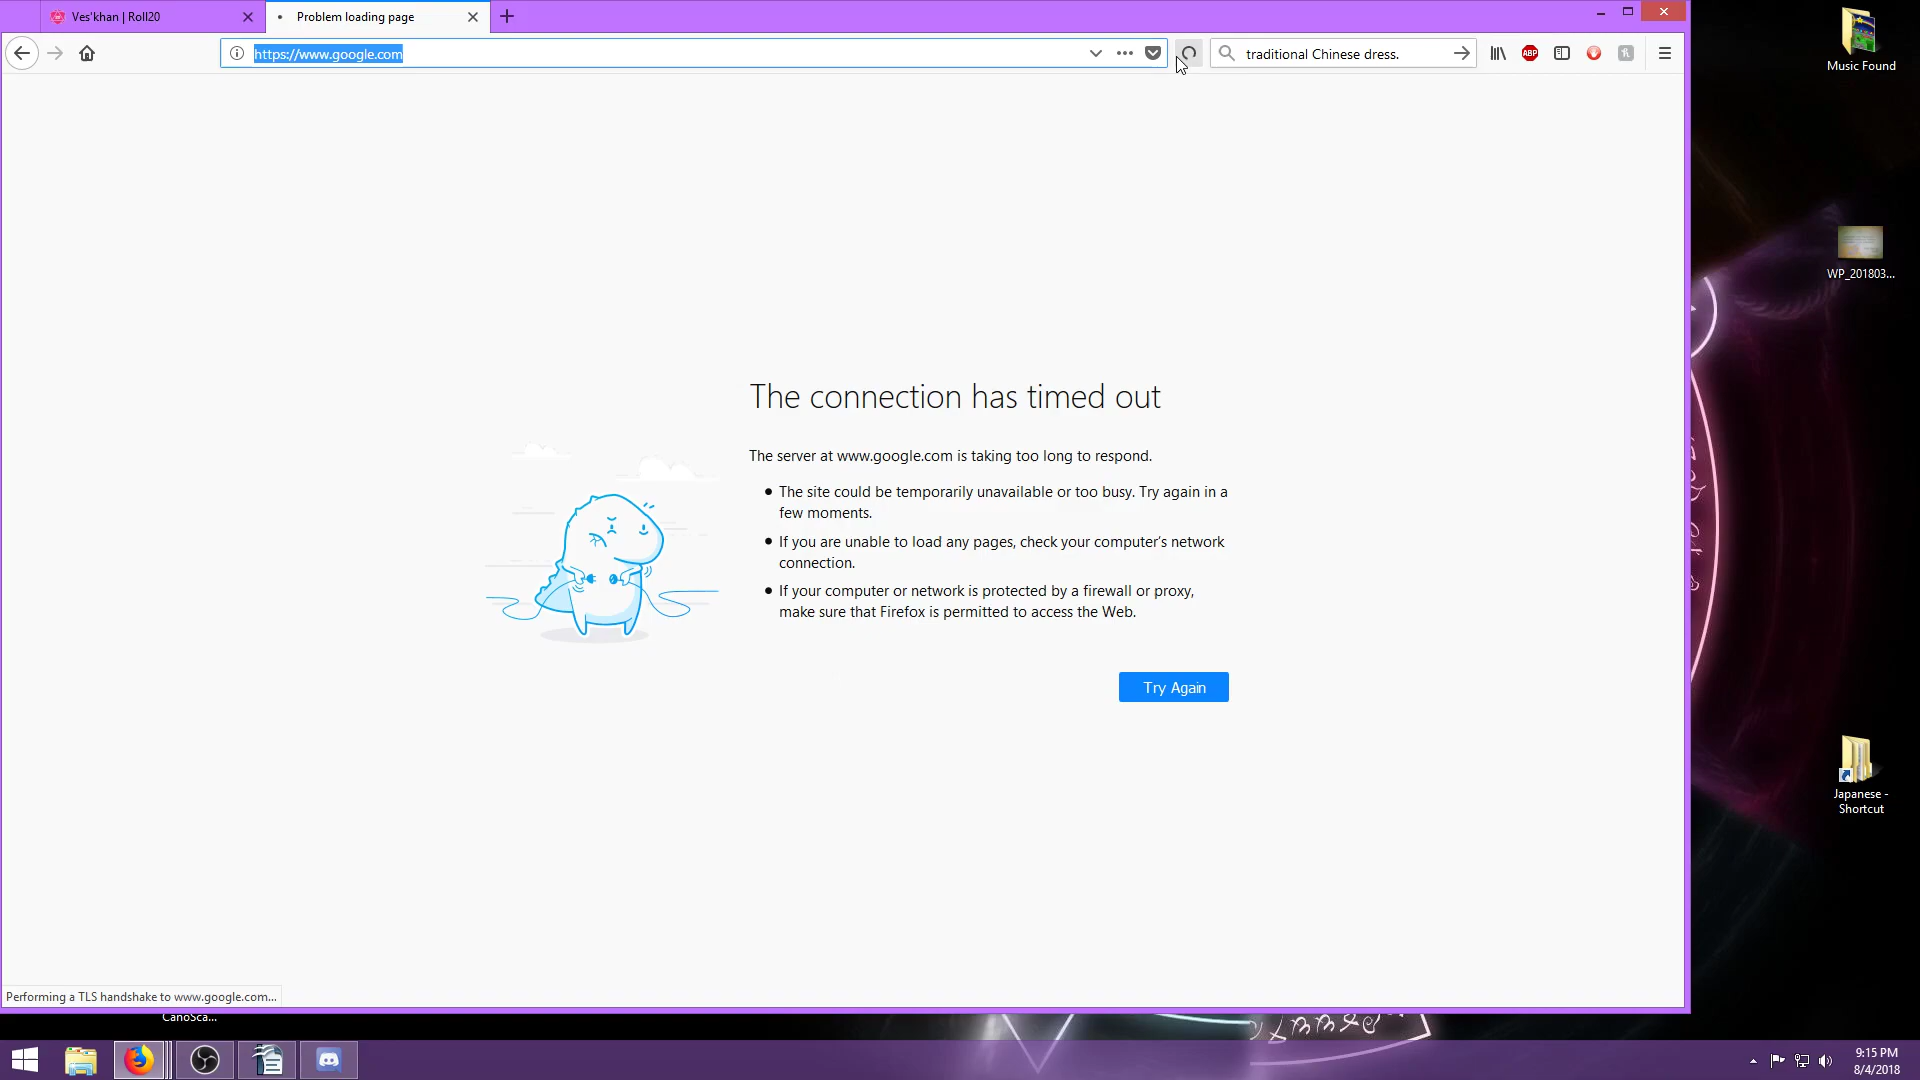 Ves'khan | Roll20
Problem loading page
https://www.google.com
traditional Chinese dress.
ABP
Music Found
WP_201803...
The connection has timed out
The server at www.google.com is taking too long to respond.
The site could be temporarily unavailable or too busy. Try again in a
few moments.
If you are unable to load any pages, check your computer's network
connection.
If your computer or network is protected by a firewall or proxy,
make sure that Firefox is permitted to access the Web.
Try Again
Japanese -
Shortcut
Performing a TLS handshake to www.google.com...
CanoSca...
9:15 PM
8/4/2018